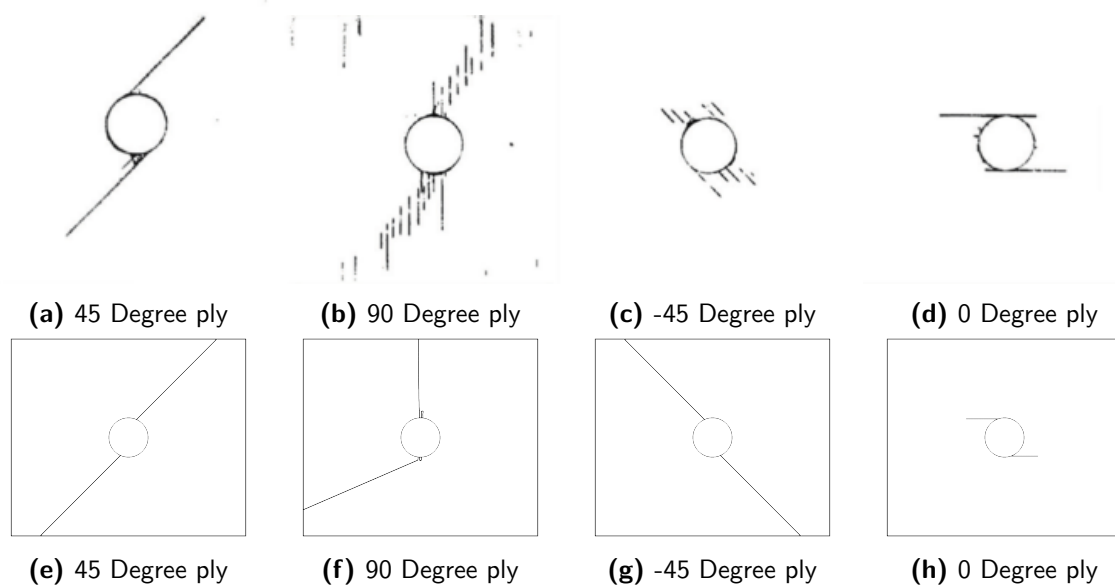 (a) 45 Degree ply
(b) 90 Degree ply
(c) -45 Degree ply
(d) 0 Degree ply
(e) 45 Degree ply
(f) 90 Degree ply
(g) -45 Degree ply
(h) 0 Degree ply